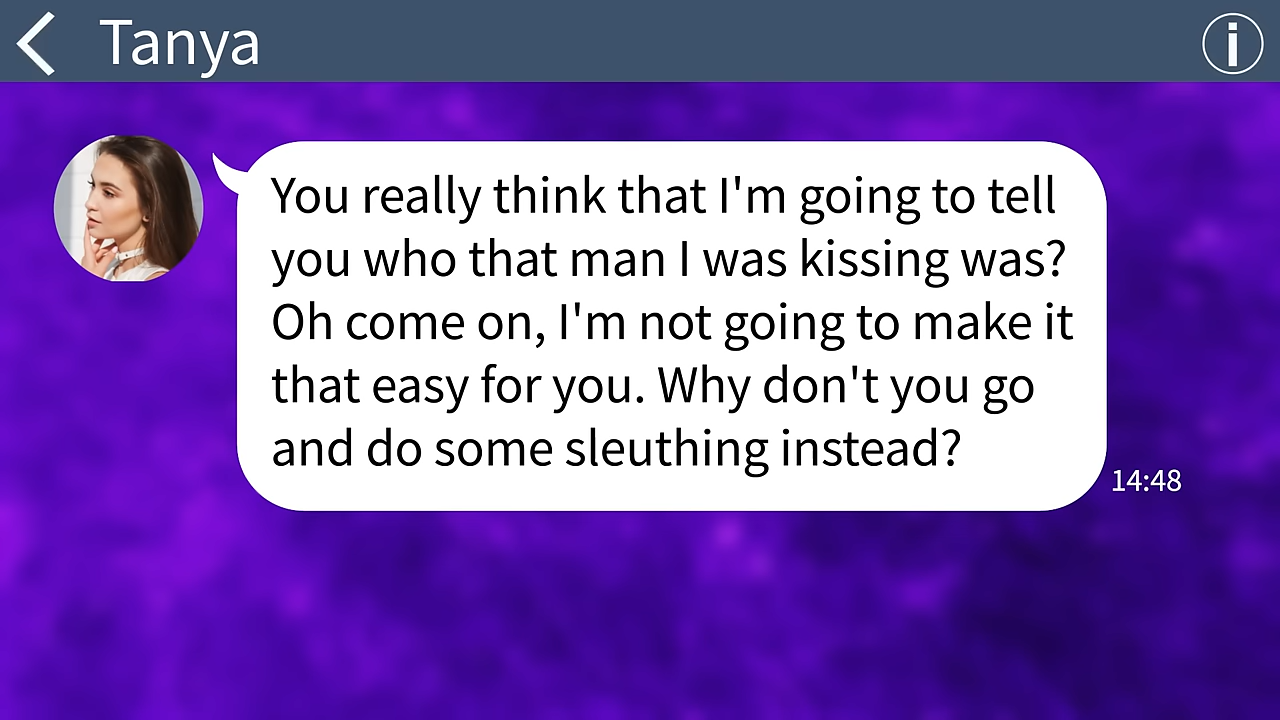 Tanya
You really think that I'm going to tell
you who that man I was kissing was?
Oh come on, I'm not going to make it
that easy for you. Why don't you go
and do some sleuthing instead?
14:48